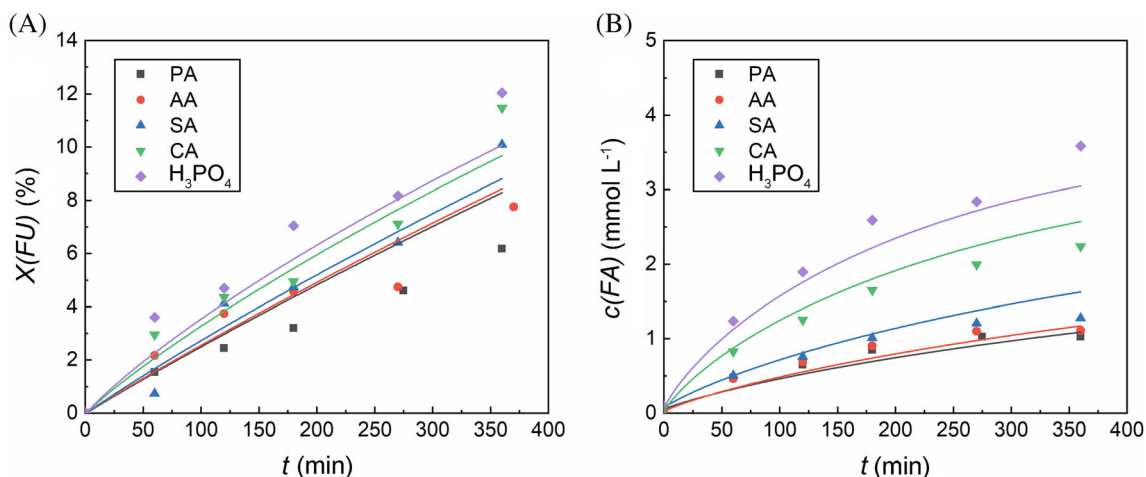 (A)
X(FU) (%)
14
12
10
8
6
4
2
0
PA
AA
SA
CA
H₃PO₄
0 50 100 150 200 250 300 350 400
t (min)
(B)
c(FA) (mmol L⁻¹)
5
4
3
2
1
0
PA
AA
SA
CA
H₃PO₄
0 50 100 150 200 250 300 350 400
t (min)